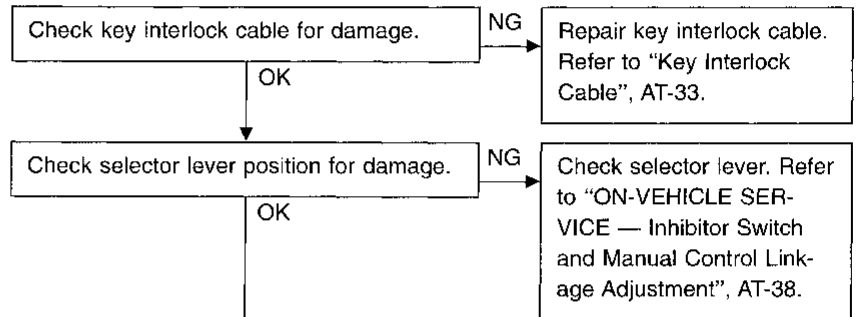 Check key interlock cable for damage.
NG
Repair key interlock cable.
Refer to “Key Interlock
Cable”, AT-33.
OK
Check selector lever position for damage.
NG
Check selector lever. Refer
to “ON-VEHICLE SER-
VICE — Inhibitor Switch
and Manual Control Link-
age Adjustment”, AT-38.
OK